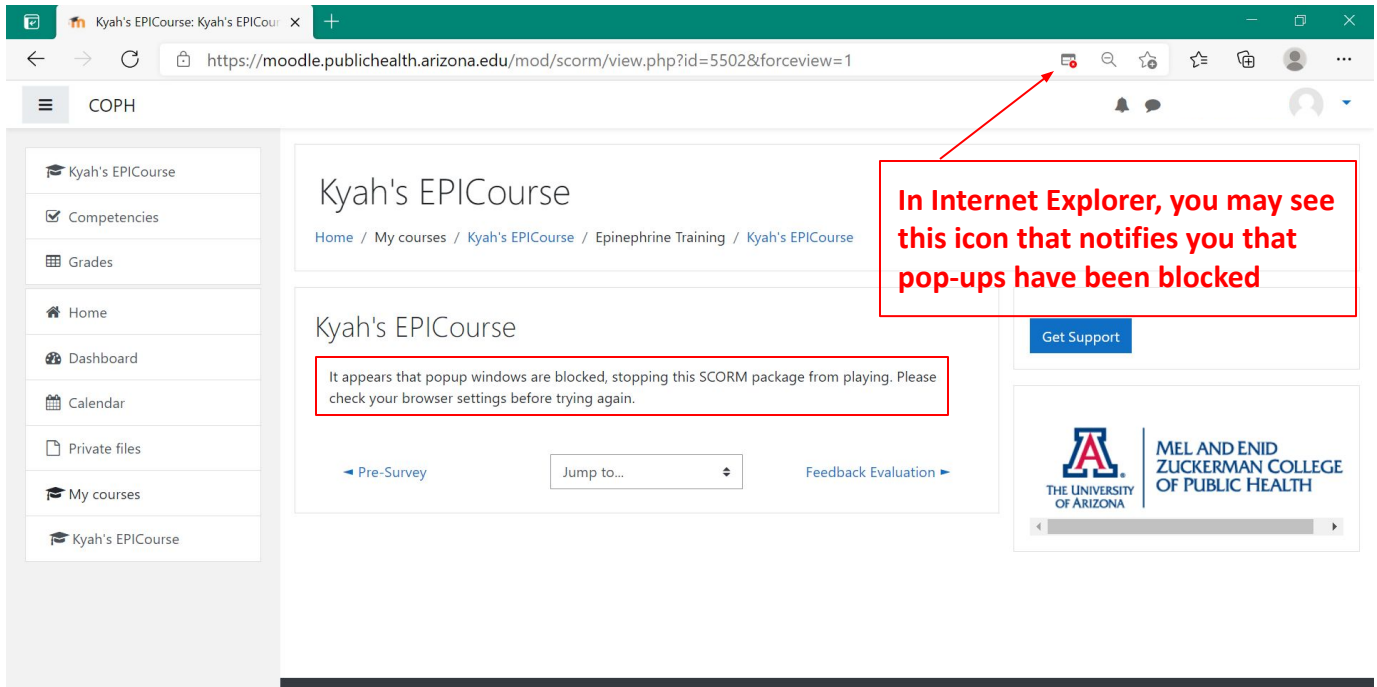 Kyah's EPICourse: Kyah's EPICour
https://moodle.publichealth.arizona.edu/mod/scorm/view.php?id=5502&forceview=1
COPH
Kyah's EPICourse
Competencies
Grades
Home
Dashboard
Calendar
Private files
My courses
Kyah's EPICourse
Kyah's EPICourse
Home / My courses / Kyah's EPICourse / Epinephrine Training / Kyah's EPICourse
In Internet Explorer, you may see
this icon that notifies you that
pop-ups have been blocked
Kyah's EPICourse
It appears that popup windows are blocked, stopping this SCORM package from playing. Please
check your browser settings before trying again.
◄ Pre-Survey
Jump to...
Feedback Evaluation ►
Get Support
THE UNIVERSITY
OF ARIZONA
MEL AND ENID
ZUCKERMAN COLLEGE
OF PUBLIC HEALTH